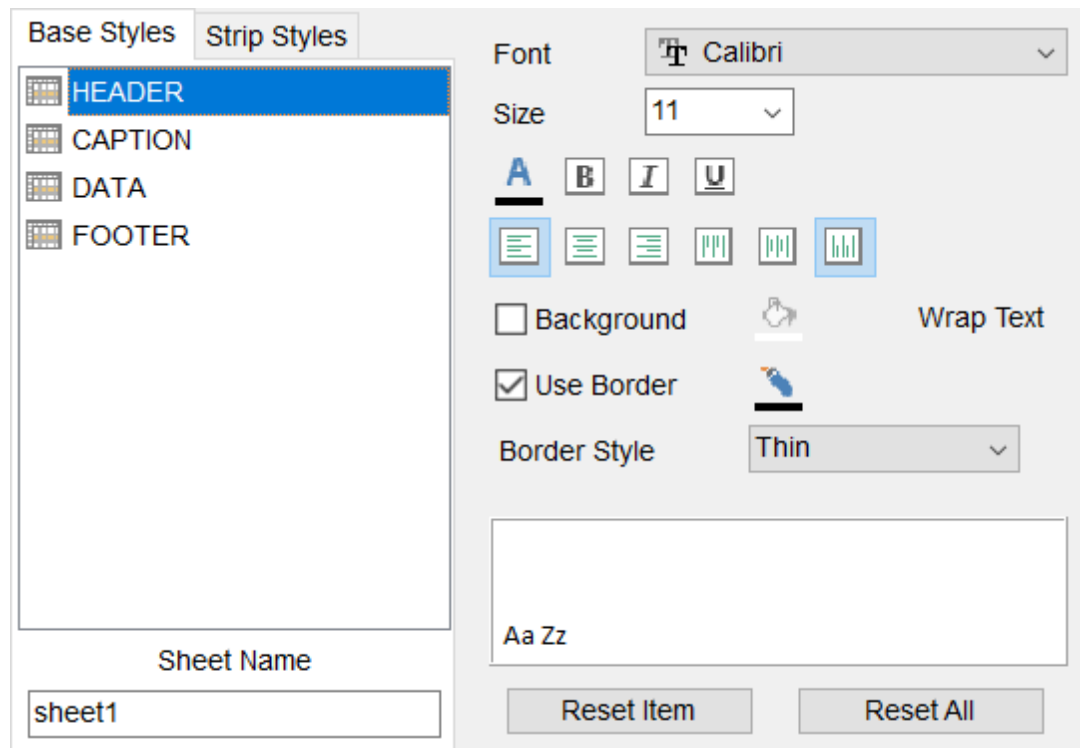 Base Styles
Strip Styles
HEADER
CAPTION
DATA
FOOTER
Sheet Name
sheet1
Font
Calibri
Size
11
A B I U
Background
Wrap Text
Use Border
Border Style
Thin
Aa Zz
Reset Item
Reset All